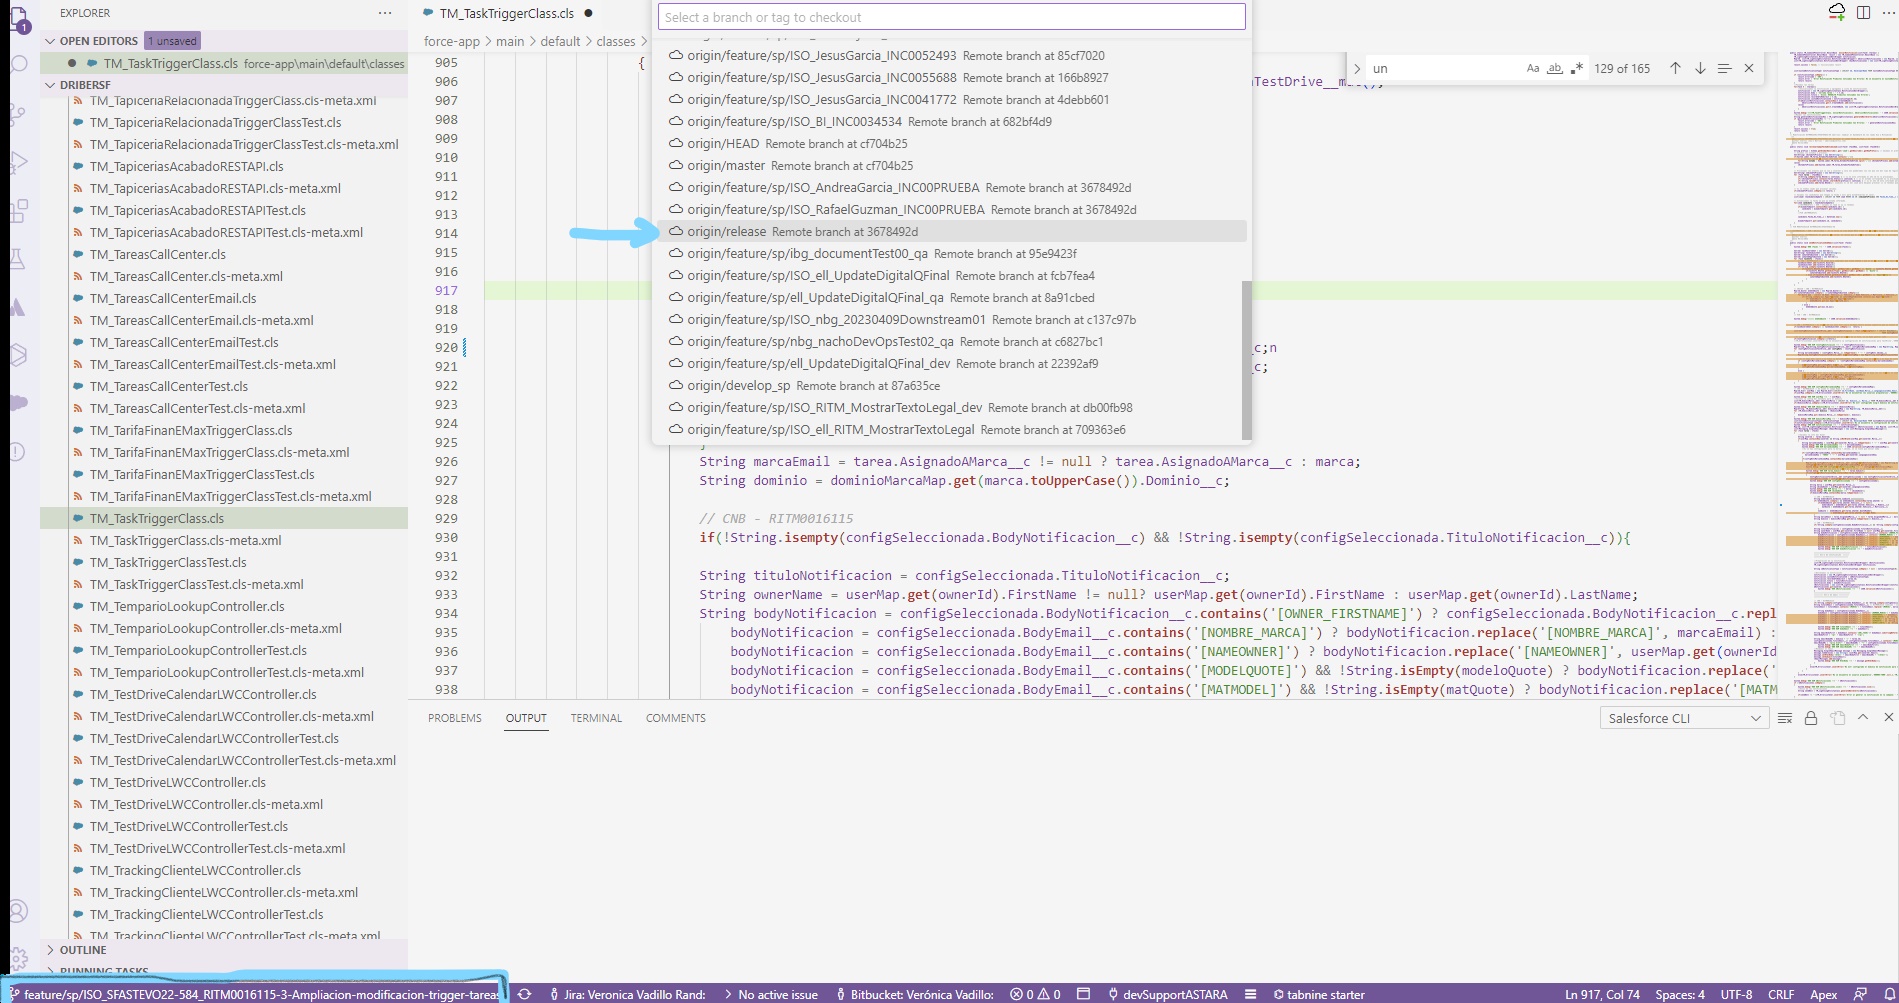 EXPLORER
OPEN EDITORS 1 unsaved
TM_TaskTriggerClass.cls force-app\main\default\classes
DRIBERSF
TM_TapiceriaRelacionadaTriggerClass.cls-meta.xml
TM_TapiceriaRelacionadaTriggerClassTest.cls
TM_TapiceriaRelacionadaTriggerClassTest.cls-meta.xml
TM_TapiceriasAcabadoRESTAPI.cls
TM_TapiceriasAcabadoRESTAPI.cls-meta.xml
TM_TapiceriasAcabadoRESTAPITest.cls
TM_TapiceriasAcabadoRESTAPITest.cls-meta.xml
TM_TareasCallCenter.cls
TM_TareasCallCenter.cls-meta.xml
TM_TareasCallCenterEmail.cls
TM_TareasCallCenterEmail.cls-meta.xml
TM_TareasCallCenterEmailTest.cls
TM_TareasCallCenterEmailTest.cls-meta.xml
TM_TareasCallCenterTest.cls
TM_TareasCallCenterTest.cls-meta.xml
TM_TarifaFinanEMaxTriggerClass.cls
TM_TarifaFinanEMaxTriggerClass.cls-meta.xml
TM_TarifaFinanEMaxTriggerClassTest.cls
TM_TarifaFinanEMaxTriggerClassTest.cls-meta.xml
TM_TaskTriggerClass.cls
TM_TaskTriggerClass.cls-meta.xml
TM_TaskTriggerClassTest.cls
TM_TaskTriggerClassTest.cls-meta.xml
TM_TemparioLookupController.cls
TM_TemparioLookupController.cls-meta.xml
TM_TemparioLookupControllerTest.cls
TM_TemparioLookupControllerTest.cls-meta.xml
TM_TestDriveCalendarLWCController.cls
TM_TestDriveCalendarLWCController.cls-meta.xml
TM_TestDriveCalendarLWCControllerTest.cls
TM_TestDriveCalendarLWCControllerTest.cls-meta.xml
TM_TestDriveLWCController.cls
TM_TestDriveLWCController.cls-meta.xml
TM_TestDriveLWCControllerTest.cls
TM_TestDriveLWCControllerTest.cls-meta.xml
TM_TrackingClienteLWCController.cls
TM_TrackingClienteLWCController.cls-meta.xml
TM_TrackingClienteLWCControllerTest.cls
TM_TrackingClienteLWCControllerTest.cls-meta.xml
OUTLINE
RUNNING TASKS
TM_TaskTriggerClass.cls
force-app > main > default > classes >
Select a branch or tag to checkout
origin/feature/sp/ISO_JesusGarcia_INC0052493 Remote branch at 85cf7020
origin/feature/sp/ISO_JesusGarcia_INC0055688 Remote branch at 166b8927
origin/feature/sp/ISO_JesusGarcia_INC0041772 Remote branch at 4debb601
origin/feature/sp/ISO_BI_INC0034534 Remote branch at 682bf4d9
origin/HEAD Remote branch at cf704b25
origin/master Remote branch at cf704b25
origin/feature/sp/ISO_AndreaGarcia_INC00PRUEBA Remote branch at 3678492d
origin/feature/sp/ISO_RafaelGuzman_INC00PRUEBA Remote branch at 3678492d
origin/release Remote branch at 3678492d
origin/feature/sp/ibg_documentTest00_qa Remote branch at 95e9423f
origin/feature/sp/ISO_ell_UpdateDigitalQFinal Remote branch at fcb7fea4
origin/feature/sp/ell_UpdateDigitalQFinal_qa Remote branch at 8a91cbed
origin/feature/sp/ISO_nbg_20230409Downstream01 Remote branch at c137c97b
origin/feature/sp/nbg_nachoDevOpsTest02_qa Remote branch at c6827bc1
origin/feature/sp/ell_UpdateDigitalQFinal_dev Remote branch at 22392af9
origin/develop_sp Remote branch at 87a635ce
origin/feature/sp/ISO_RITM_MostrarTextoLegal_dev Remote branch at db00fb98
origin/feature/sp/ISO_ell_RITM_MostrarTextoLegal Remote branch at 709363e6
un Aa ab 129 of 165
905 {
906
907
908
909
910
911
912
913
914
915
916
917
918
919
920 _c;n
921 _c;
922
923
924
925 }
926 String marcaEmail = tarea.AsignadoAMarca__c != null ? tarea.AsignadoAMarca__c : marca;
927 String dominio = dominioMarcaMap.get(marca.toUpperCase()).Dominio__c;
928
929 // CNB - RITM0016115
930 if(!String.isempty(configSeleccionada.BodyNotificacion__c) && !String.isempty(configSeleccionada.TituloNotificacion__c)){
931
932 String tituloNotificacion = configSeleccionada.TituloNotificacion__c;
933 String ownerName = userMap.get(ownerId).FirstName != null? userMap.get(ownerId).FirstName : userMap.get(ownerId).LastName;
934 String bodyNotificacion = configSeleccionada.BodyNotificacion__c.contains('[OWNER_FIRSTNAME]') ? configSeleccionada.BodyNotificacion__c.repl
935 bodyNotificacion = configSeleccionada.BodyEmail__c.contains('[NOMBRE_MARCA]') ? bodyNotificacion.replace('[NOMBRE_MARCA]', marcaEmail) :
936 bodyNotificacion = configSeleccionada.BodyEmail__c.contains('[NAMEOWNER]') ? bodyNotificacion.replace('[NAMEOWNER]', userMap.get(ownerId
937 bodyNotificacion = configSeleccionada.BodyEmail__c.contains('[MODELQUOTE]') && !String.isEmpty(modeloQuote) ? bodyNotificacion.replace('
938 bodyNotificacion = configSeleccionada.BodyEmail__c.contains('[MATMODEL]') && !String.isEmpty(matQuote) ? bodyNotificacion.replace('[MATM
PROBLEMS OUTPUT TERMINAL COMMENTS
Salesforce CLI
feature/sp/ISO_SFASTEVO22-584_RITM0016115-3-Ampliacion-modificacion-trigger-tareas Jira: Veronica Vadillo Rand: No active issue Bitbucket: Verónica Vadillo: 0 0 devSupportASTARA tabnine starter Ln 917, Col 74 Spaces: 4 UTF-8 CRLF Apex